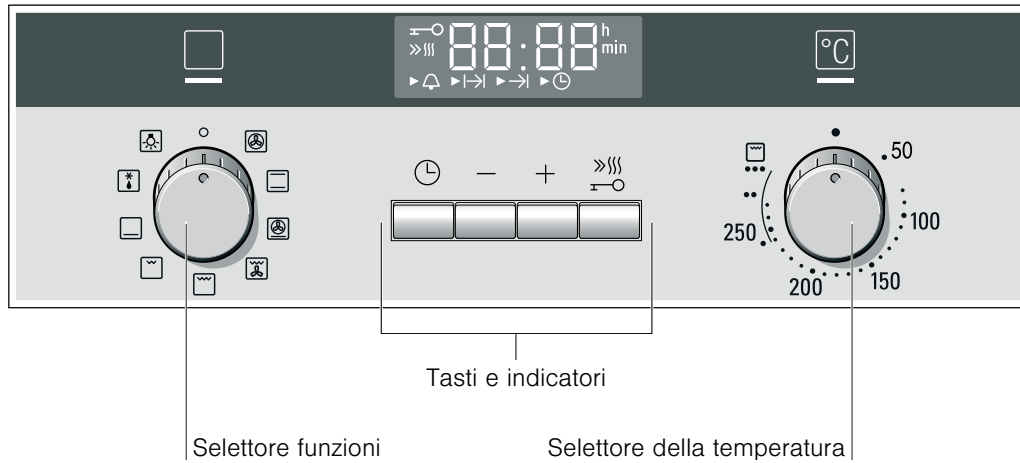 88:88 h
min
°C
50
100
150
200
250
Tasti e indicatori
Selettore funzioni
Selettore della temperatura